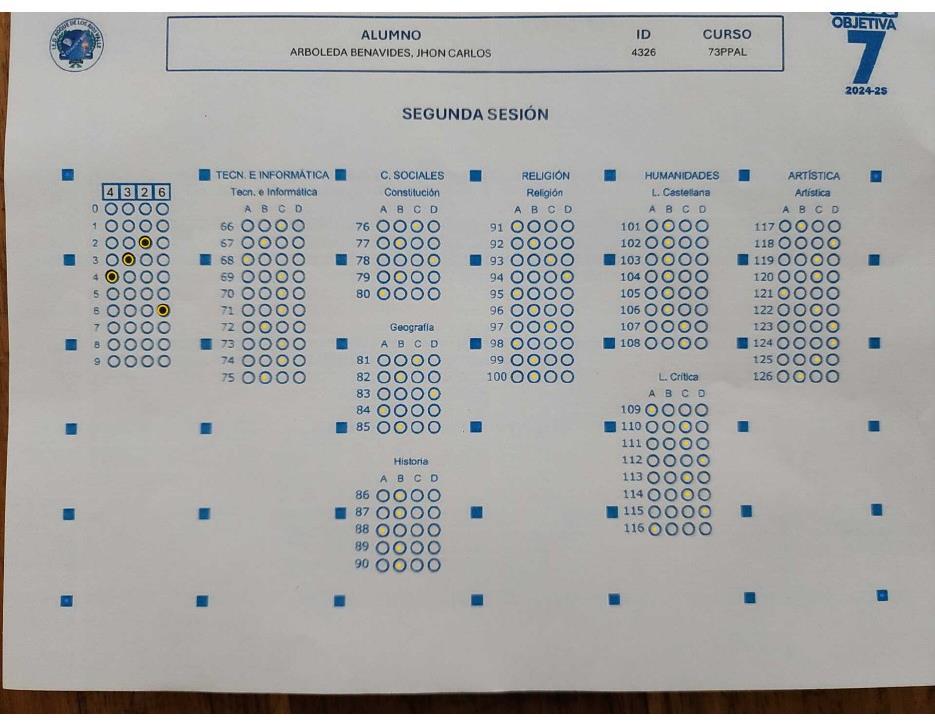 ALUMNO ID CURSO
ARBOLEDA BENAVIDES, JHON CARLOS 4326 73PPAL
OBJETIVA
7
2024-2S
SEGUNDA SESIÓN
4 3 2 6
0
1
2
3
4
5
6
7
8
9
TECN. E INFORMÁTICA
Tecn. e Informática
A B C D
66
67
68
69
70
71
72
73
74
75
C. SOCIALES
Constitución
A B C D
76
77
78
79
80
Geografía
A B C D
81
82
83
84
85
Historia
A B C D
86
87
88
89
90
RELIGIÓN
Religión
A B C D
91
92
93
94
95
96
97
98
99
100
HUMANIDADES
L. Castellana
A B C D
101
102
103
104
105
106
107
108
L. Crítica
A B C D
109
110
111
112
113
114
115
116
ARTÍSTICA
Artística
A B C D
117
118
119
120
121
122
123
124
125
126